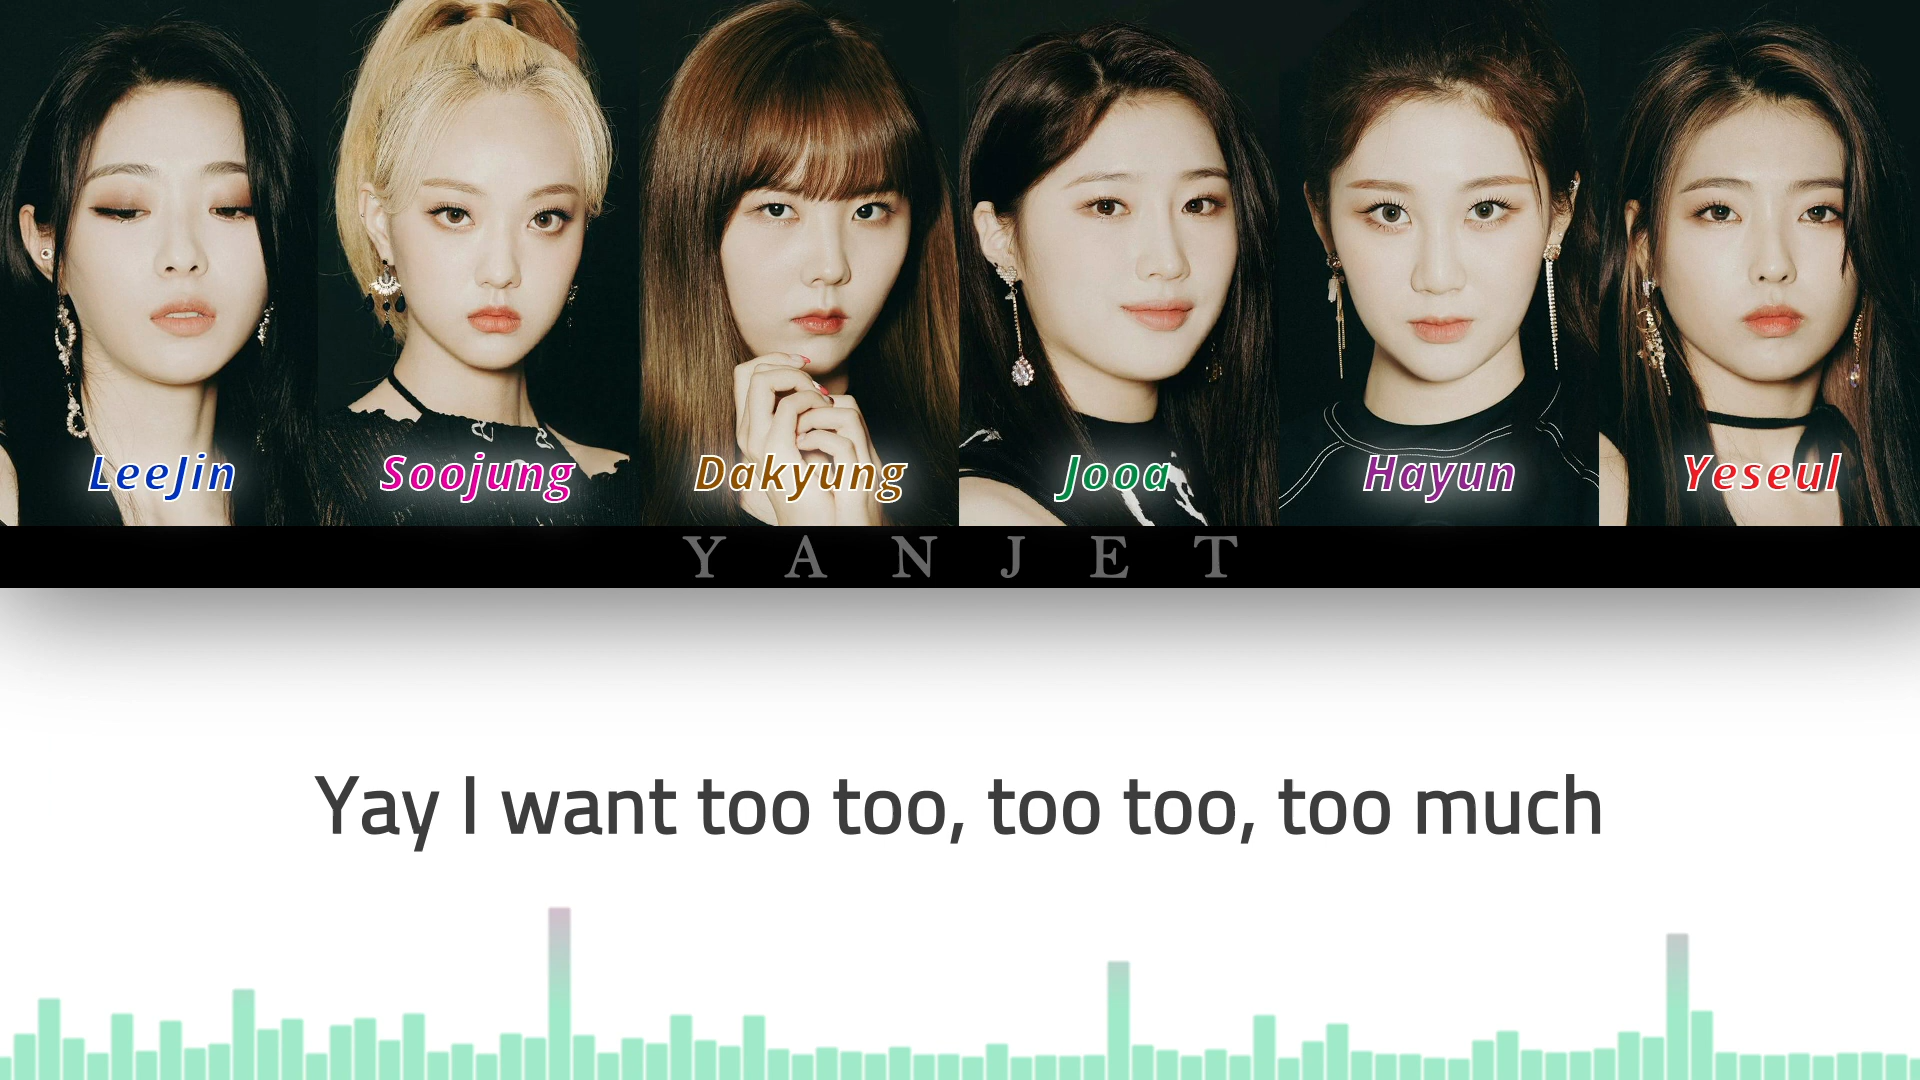 LeeJin Soojung Dakyung Jooa Hayun Yeseul
YANJET
Yay I want too too, too too, too much